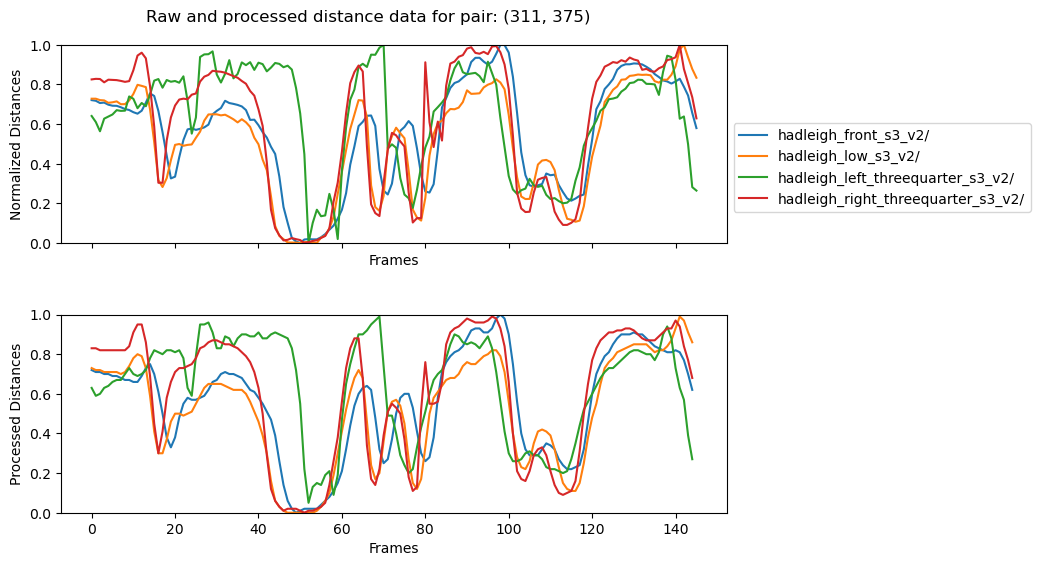 Raw and processed distance data for pair: (311, 375)
1.0
0.8
0.6
0.4
0.2
0.0
Normalized Distances
Frames
hadleigh_front_s3_v2/
hadleigh_low_s3_v2/
hadleigh_left_threequarter_s3_v2/
hadleigh_right_threequarter_s3_v2/
1.0
0.8
0.6
0.4
0.2
0.0
Processed Distances
0 20 40 60 80 100 120 140
Frames